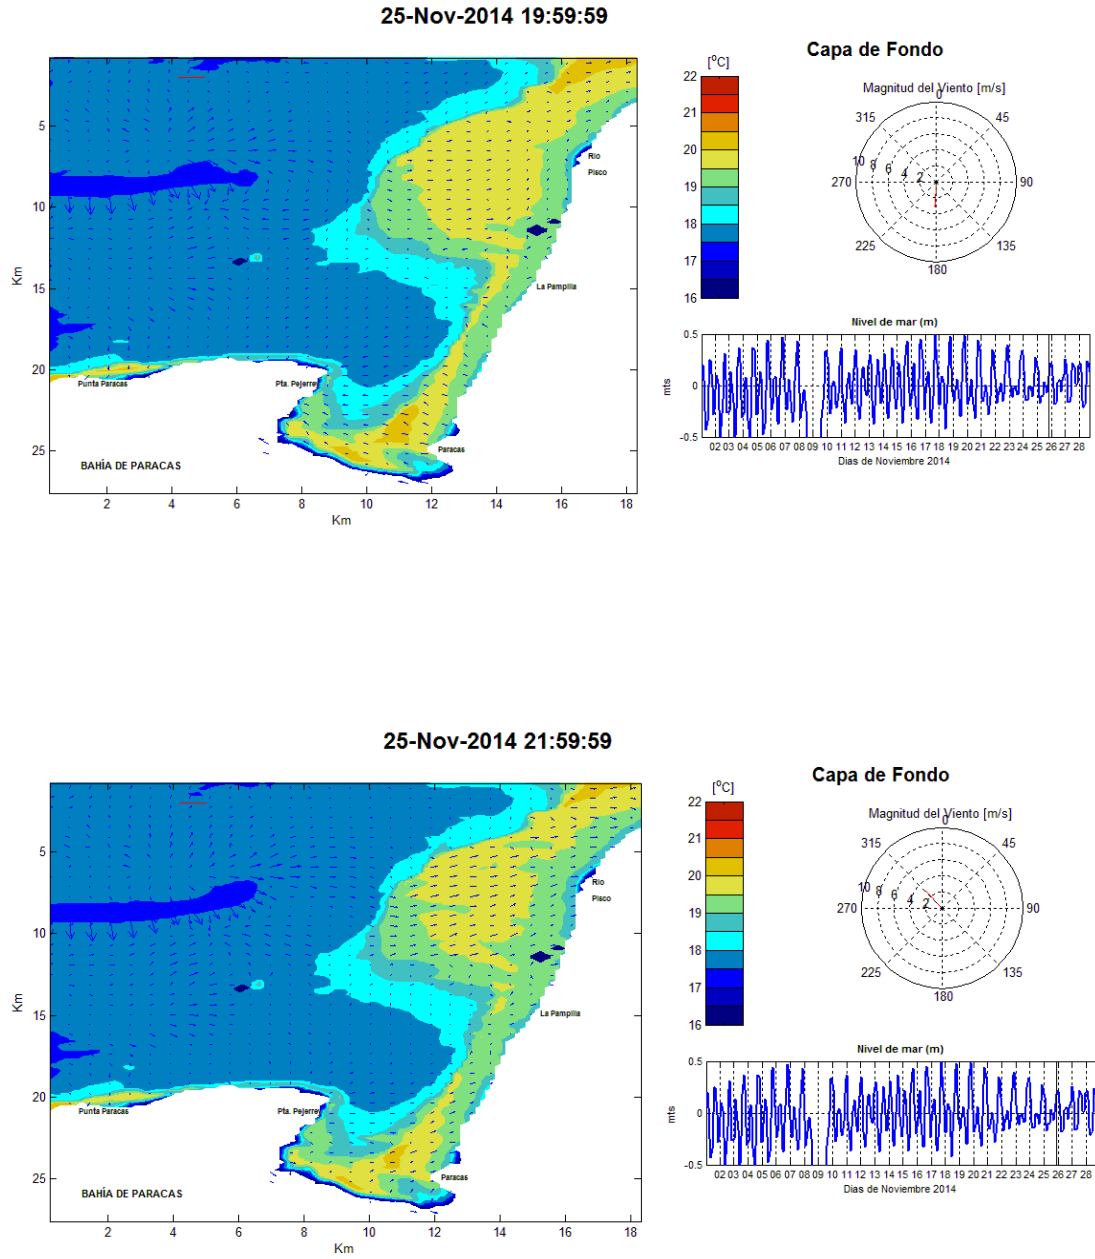 25-Nov-2014 19:59:59
Capa de Fondo
[°C]
22
21
20
19
18
17
16
Magnitud del Viento [m/s]
0
45
90
135
180
225
270
315
10 8 6 4 2
5
10
15
20
25
Km
Rio
Pisco
La Pampilla
Punta Paracas
Pta. Pejerrey
Paracas
BAHÍA DE PARACAS
2 4 6 8 10 12 14 16 18
Km
Nivel de mar (m)
0.5
0
-0.5
mts
02 03 04 05 06 07 08 09 10 11 12 13 14 15 16 17 18 19 20 21 22 23 24 25 26 27 28
Dias de Noviembre 2014
25-Nov-2014 21:59:59
Capa de Fondo
[°C]
22
21
20
19
18
17
16
Magnitud del Viento [m/s]
0
45
90
135
180
225
270
315
10 8 6 4 2
5
10
15
20
25
Km
Rio
Pisco
La Pampilla
Punta Paracas
Pta. Pejerrey
Paracas
BAHÍA DE PARACAS
2 4 6 8 10 12 14 16 18
Km
Nivel de mar (m)
0.5
0
-0.5
mts
02 03 04 05 06 07 08 09 10 11 12 13 14 15 16 17 18 19 20 21 22 23 24 25 26 27 28
Dias de Noviembre 2014